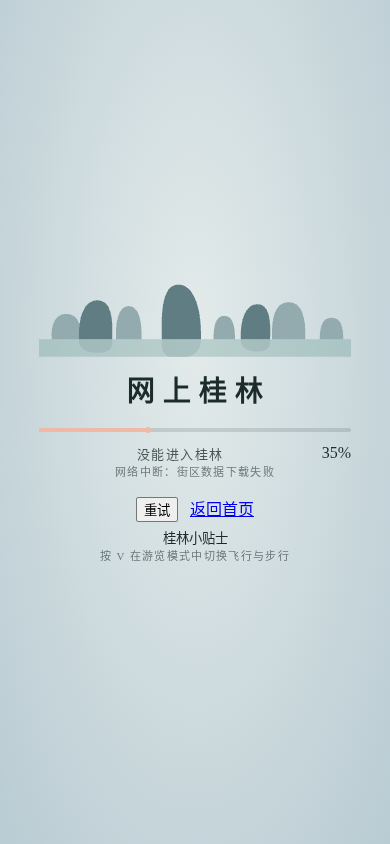 网上桂林
没能进入桂林 35%
网络中断：街区数据下载失败
重试 返回首页
桂林小贴士
按 V 在游览模式中切换飞行与步行